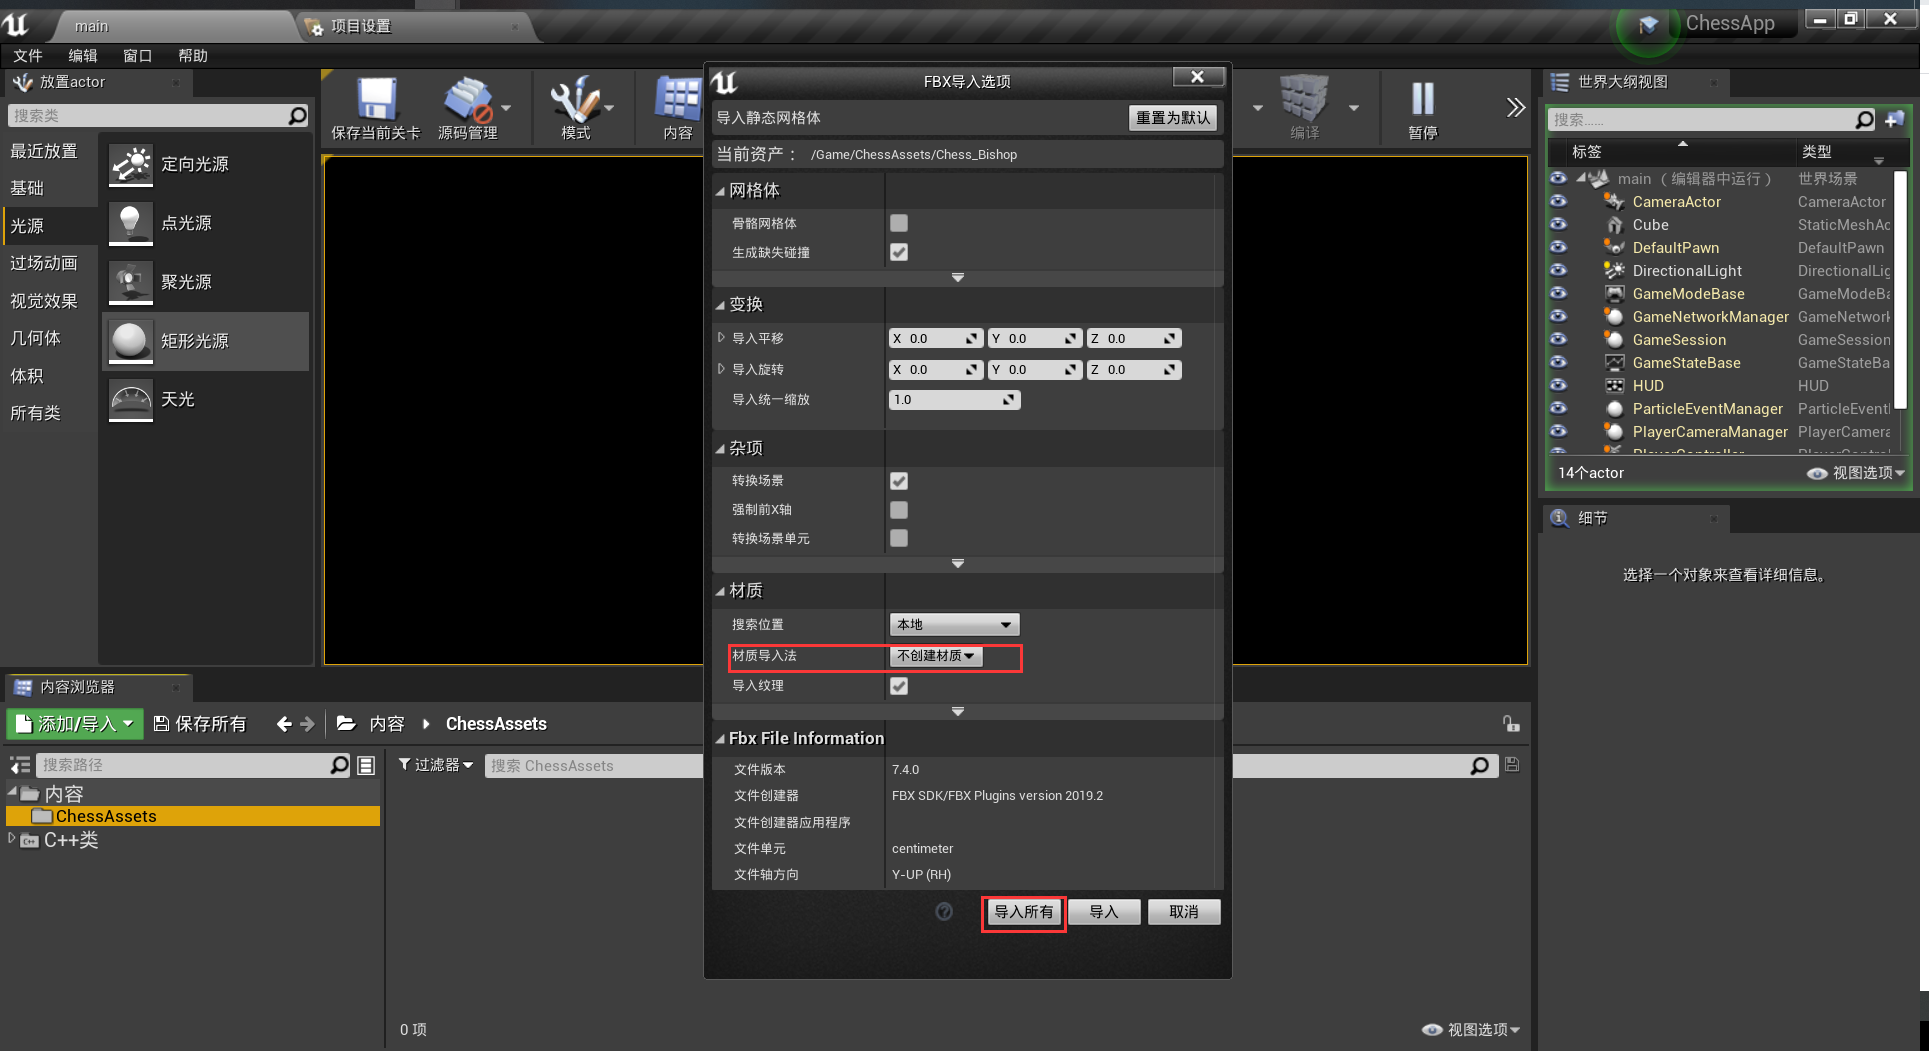 main
项目设置
ChessApp
文件 编辑 窗口 帮助
放置actor
搜索类
最近放置
基础
光源
过场动画
视觉效果
几何体
体积
所有类
定向光源
点光源
聚光源
矩形光源
天光
保存当前关卡
源码管理
模式
内容
编译
暂停
FBX导入选项
导入静态网格体
重置为默认
当前资产： /Game/ChessAssets/Chess_Bishop
网格体
骨骼网格体
生成缺失碰撞
变换
导入平移 X 0.0 Y 0.0 Z 0.0
导入旋转 X 0.0 Y 0.0 Z 0.0
导入统一缩放 1.0
杂项
转换场景
强制前X轴
转换场景单元
材质
搜索位置 本地
材质导入法 不创建材质
导入纹理
Fbx File Information
文件版本 7.4.0
文件创建器 FBX SDK/FBX Plugins version 2019.2
文件创建器应用程序
文件单元 centimeter
文件轴方向 Y-UP (RH)
导入所有 导入 取消
世界大纲视图
搜索......
标签 类型
main（编辑器中运行） 世界场景
CameraActor CameraActor
Cube StaticMeshAc
DefaultPawn DefaultPawn
DirectionalLight DirectionalLig
GameModeBase GameModeBa
GameNetworkManager GameNetwork
GameSession GameSession
GameStateBase GameStateBa
HUD HUD
ParticleEventManager ParticleEventI
PlayerCameraManager PlayerCamera
14个actor 视图选项
细节
选择一个对象来查看详细信息。
内容浏览器
添加/导入 保存所有 内容 ChessAssets
搜索路径
内容
ChessAssets
C++类
过滤器 搜索 ChessAssets
0 项 视图选项